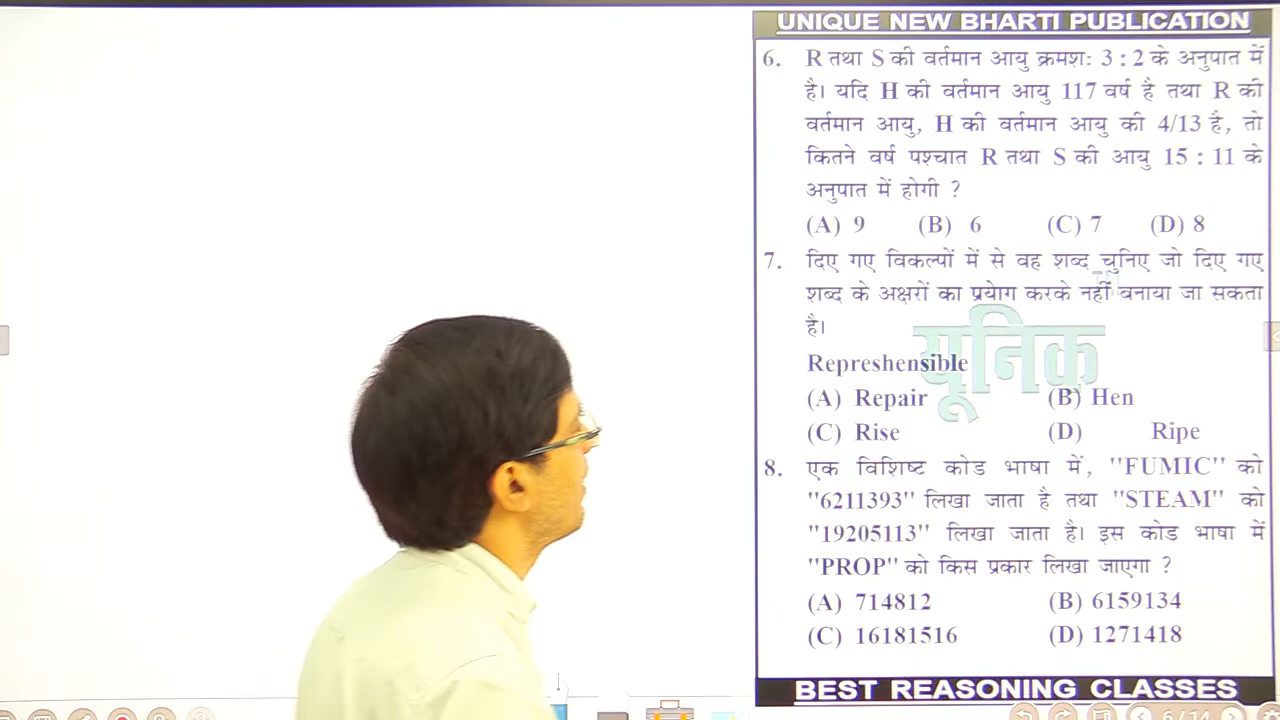 UNIQUE NEW BHARTI PUBLICATION
6. R तथा S की वर्तमान आयु क्रमशः 3 : 2 के अनुपात में
है। यदि H की वर्तमान आयु 117 वर्ष है तथा R की
वर्तमान आयु, H की वर्तमान आयु की 4/13 है, तो
कितने वर्ष पश्चात R तथा S की आयु 15 : 11 के
अनुपात में होगी ?
(A) 9 (B) 6 (C) 7 (D) 8
7. दिए गए विकल्पों में से वह शब्द चुनिए जो दिए गए
शब्द के अक्षरों का प्रयोग करके नहीं बनाया जा सकता
है।
यूनिक
Represhensible
(A) Repair (B) Hen
(C) Rise (D) Ripe
8. एक विशिष्ट कोड भाषा में, "FUMIC" को
"6211393" लिखा जाता है तथा "STEAM" को
"19205113" लिखा जाता है। इस कोड भाषा में
"PROP" को किस प्रकार लिखा जाएगा ?
(A) 714812 (B) 6159134
(C) 16181516 (D) 1271418
BEST REASONING CLASSES